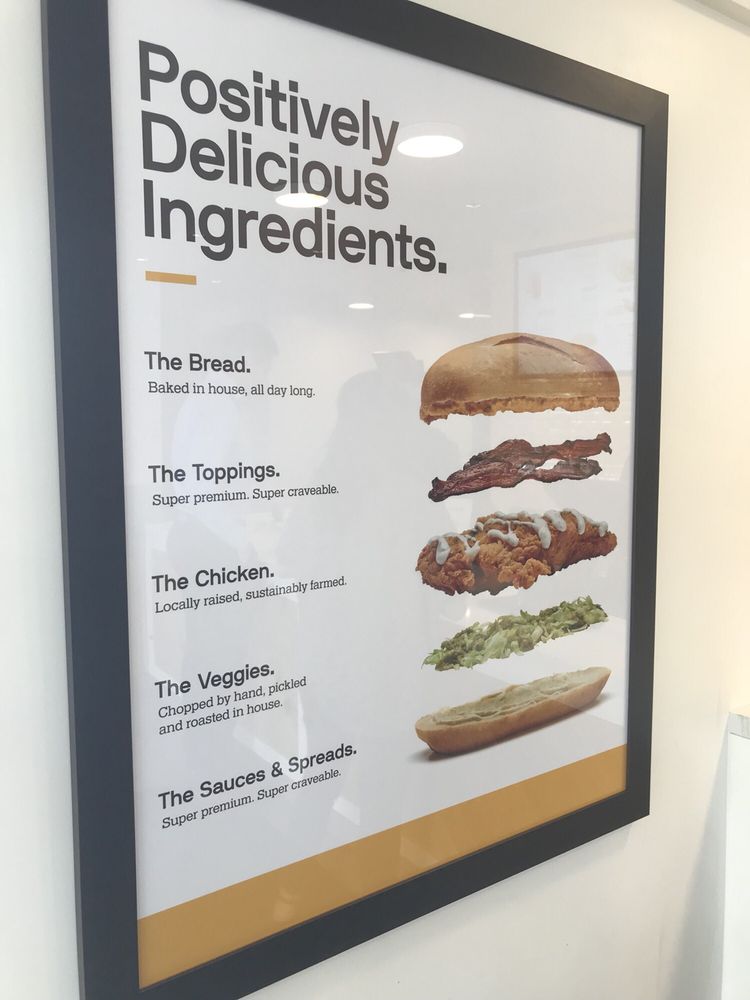 Positively
Delicious
Ingredients.
The Bread.
Baked in house, all day long.
The Toppings.
Super premium. Super craveable.
The Chicken.
Locally raised, sustainably farmed.
The Veggies.
Chopped by hand, pickled
and roasted in house.
The Sauces & Spreads.
Super premium. Super craveable.